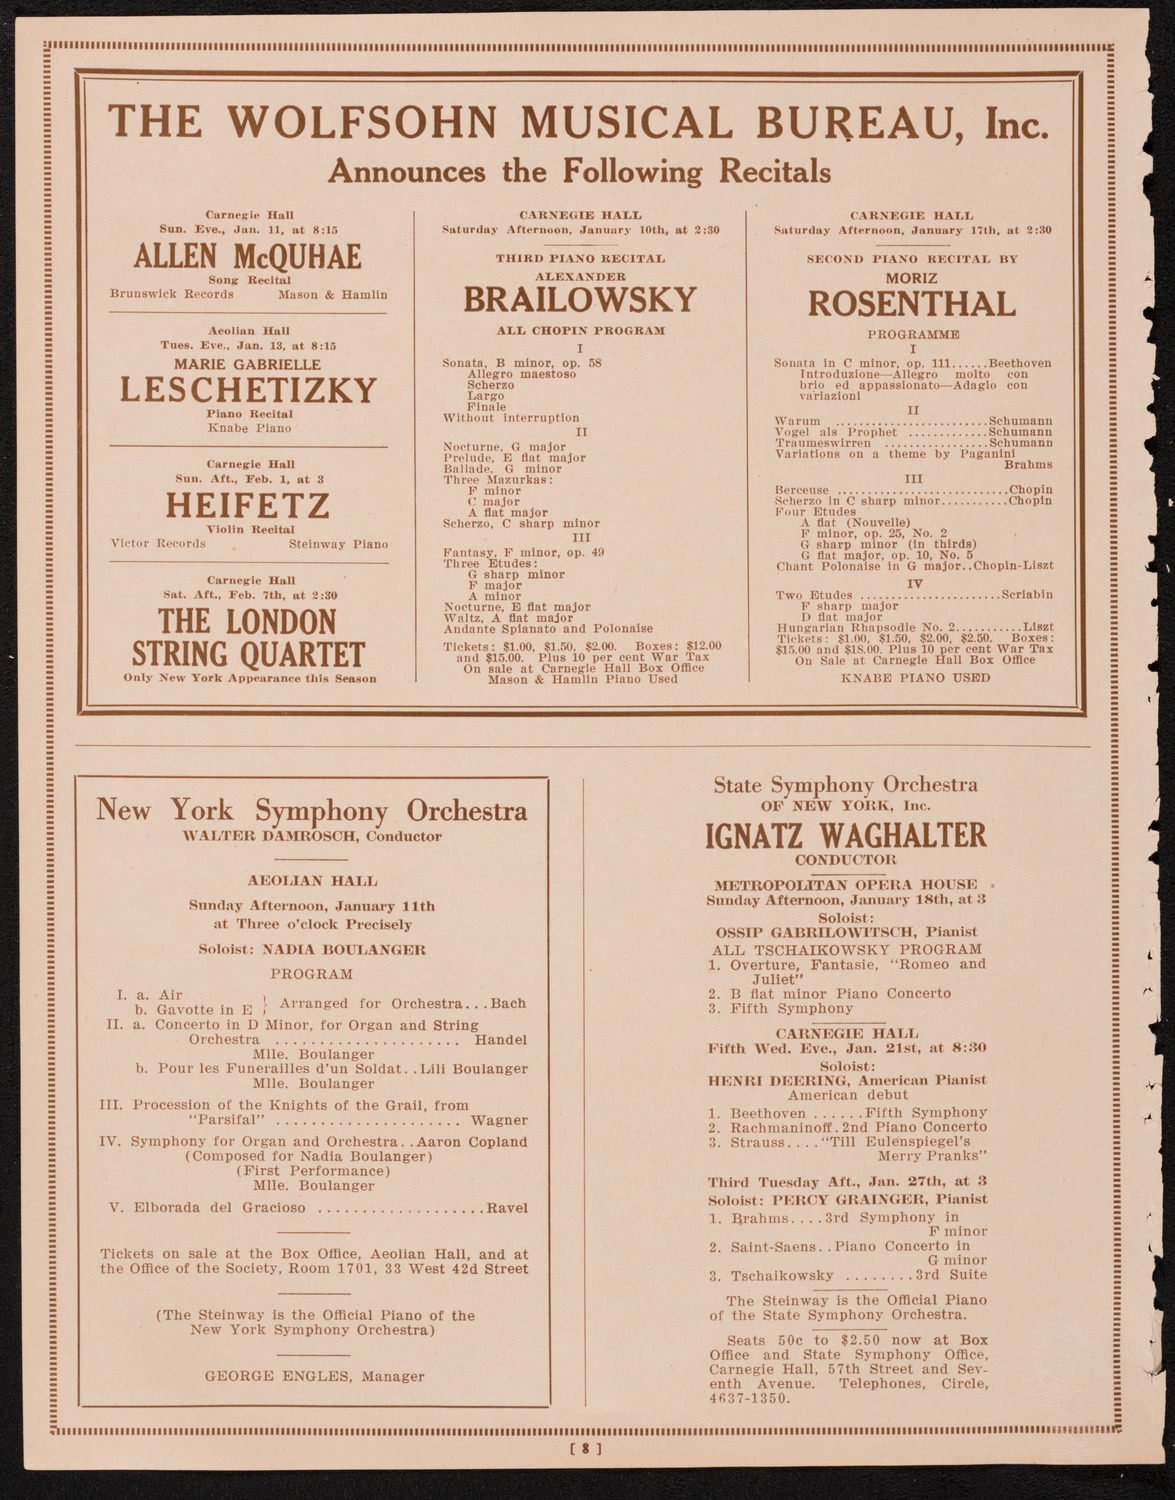 THE WOLFSOHN MUSICAL BUREAU, Inc.
Announces the Following Recitals
Carnegie Hall
Sun. Eve., Jan. 11, at 8:15
ALLEN McQUHAE
Song Recital
Brunswick Records Mason & Hamlin
Aeolian Hall
Tues. Eve., Jan. 13, at 8:15
MARIE GABRIELLE
LESCHETIZKY
Piano Recital
Knabe Piano
Carnegie Hall
Sun. Aft., Feb. 1, at 3
HEIFETZ
Violin Recital
Victor Records Steinway Piano
Carnegie Hall
Sat. Aft., Feb. 7th, at 2:30
THE LONDON
STRING QUARTET
Only New York Appearance this Season
CARNEGIE HALL
Saturday Afternoon, January 10th, at 2:30
THIRD PIANO RECITAL
ALEXANDER
BRAILOWSKY
ALL CHOPIN PROGRAM
I
Sonata, B minor, op. 58
Allegro maestoso
Scherzo
Largo
Finale
Without interruption
II
Nocturne, G major
Prelude, E flat major
Ballade, G minor
Three Mazurkas:
F minor
C major
A flat major
Scherzo, C sharp minor
III
Fantasy, F minor, op. 49
Three Etudes:
G sharp minor
F major
A minor
Nocturne, E flat major
Waltz, A flat major
Andante Spianato and Polonaise
Tickets: $1.00, $1.50, $2.00. Boxes: $12.00
and $15.00. Plus 10 per cent War Tax
On sale at Carnegie Hall Box Office
Mason & Hamlin Piano Used
CARNEGIE HALL
Saturday Afternoon, January 17th, at 2:30
SECOND PIANO RECITAL BY
MORIZ
ROSENTHAL
PROGRAMME
I
Sonata in C minor, op. 111......Beethoven
Introduzione—Allegro molto con
brio ed appassionato—Adagio con
variazioni
II
Warum ........................Schumann
Vogel als Prophet ............Schumann
Traumeswirren ................Schumann
Variations on a theme by Paganini
Brahms
III
Berceuse ..........................Chopin
Scherzo in C sharp minor...........Chopin
Four Etudes
A flat (Nouvelle)
F minor, op. 25, No. 2
G sharp minor (in thirds)
G flat major, op. 10, No. 5
Chant Polonaise in G major..Chopin-Liszt
IV
Two Etudes ......................Scriabin
F sharp major
D flat major
Hungarian Rhapsodie No. 2..........Liszt
Tickets: $1.00, $1.50, $2.00, $2.50. Boxes:
$15.00 and $18.00. Plus 10 per cent War Tax
On Sale at Carnegie Hall Box Office
KNABE PIANO USED
New York Symphony Orchestra
WALTER DAMROSCH, Conductor
AEOLIAN HALL
Sunday Afternoon, January 11th
at Three o'clock Precisely
Soloist: NADIA BOULANGER
PROGRAM
I. a. Air
b. Gavotte in E } Arranged for Orchestra...Bach
II. a. Concerto in D Minor, for Organ and String
Orchestra ..................... Handel
Mlle. Boulanger
b. Pour les Funerailles d'un Soldat..Lili Boulanger
Mlle. Boulanger
III. Procession of the Knights of the Grail, from
"Parsifal" ..................... Wagner
IV. Symphony for Organ and Orchestra..Aaron Copland
(Composed for Nadia Boulanger)
(First Performance)
Mlle. Boulanger
V. Elborada del Gracioso ...................Ravel
Tickets on sale at the Box Office, Aeolian Hall, and at
the Office of the Society, Room 1701, 33 West 42d Street
(The Steinway is the Official Piano of the
New York Symphony Orchestra)
GEORGE ENGLES, Manager
State Symphony Orchestra
OF NEW YORK, Inc.
IGNATZ WAGHALTER
CONDUCTOR
METROPOLITAN OPERA HOUSE
Sunday Afternoon, January 18th, at 3
Soloist:
OSSIP GABRILOWITSCH, Pianist
ALL TSCHAIKOWSKY PROGRAM
1. Overture, Fantasie, "Romeo and
Juliet"
2. B flat minor Piano Concerto
3. Fifth Symphony
CARNEGIE HALL
Fifth Wed. Eve., Jan. 21st, at 8:30
Soloist:
HENRI DEERING, American Pianist
American debut
1. Beethoven ......Fifth Symphony
2. Rachmaninoff.2nd Piano Concerto
3. Strauss...."Till Eulenspiegel's
Merry Pranks"
Third Tuesday Aft., Jan. 27th, at 3
Soloist: PERCY GRAINGER, Pianist
1. Brahms....3rd Symphony in
F minor
2. Saint-Saens..Piano Concerto in
G minor
3. Tschaikowsky ........3rd Suite
The Steinway is the Official Piano
of the State Symphony Orchestra.
Seats 50c to $2.50 now at Box
Office and State Symphony Office,
Carnegie Hall, 57th Street and Sev-
enth Avenue. Telephones, Circle,
4637-1350.
[ 8 ]